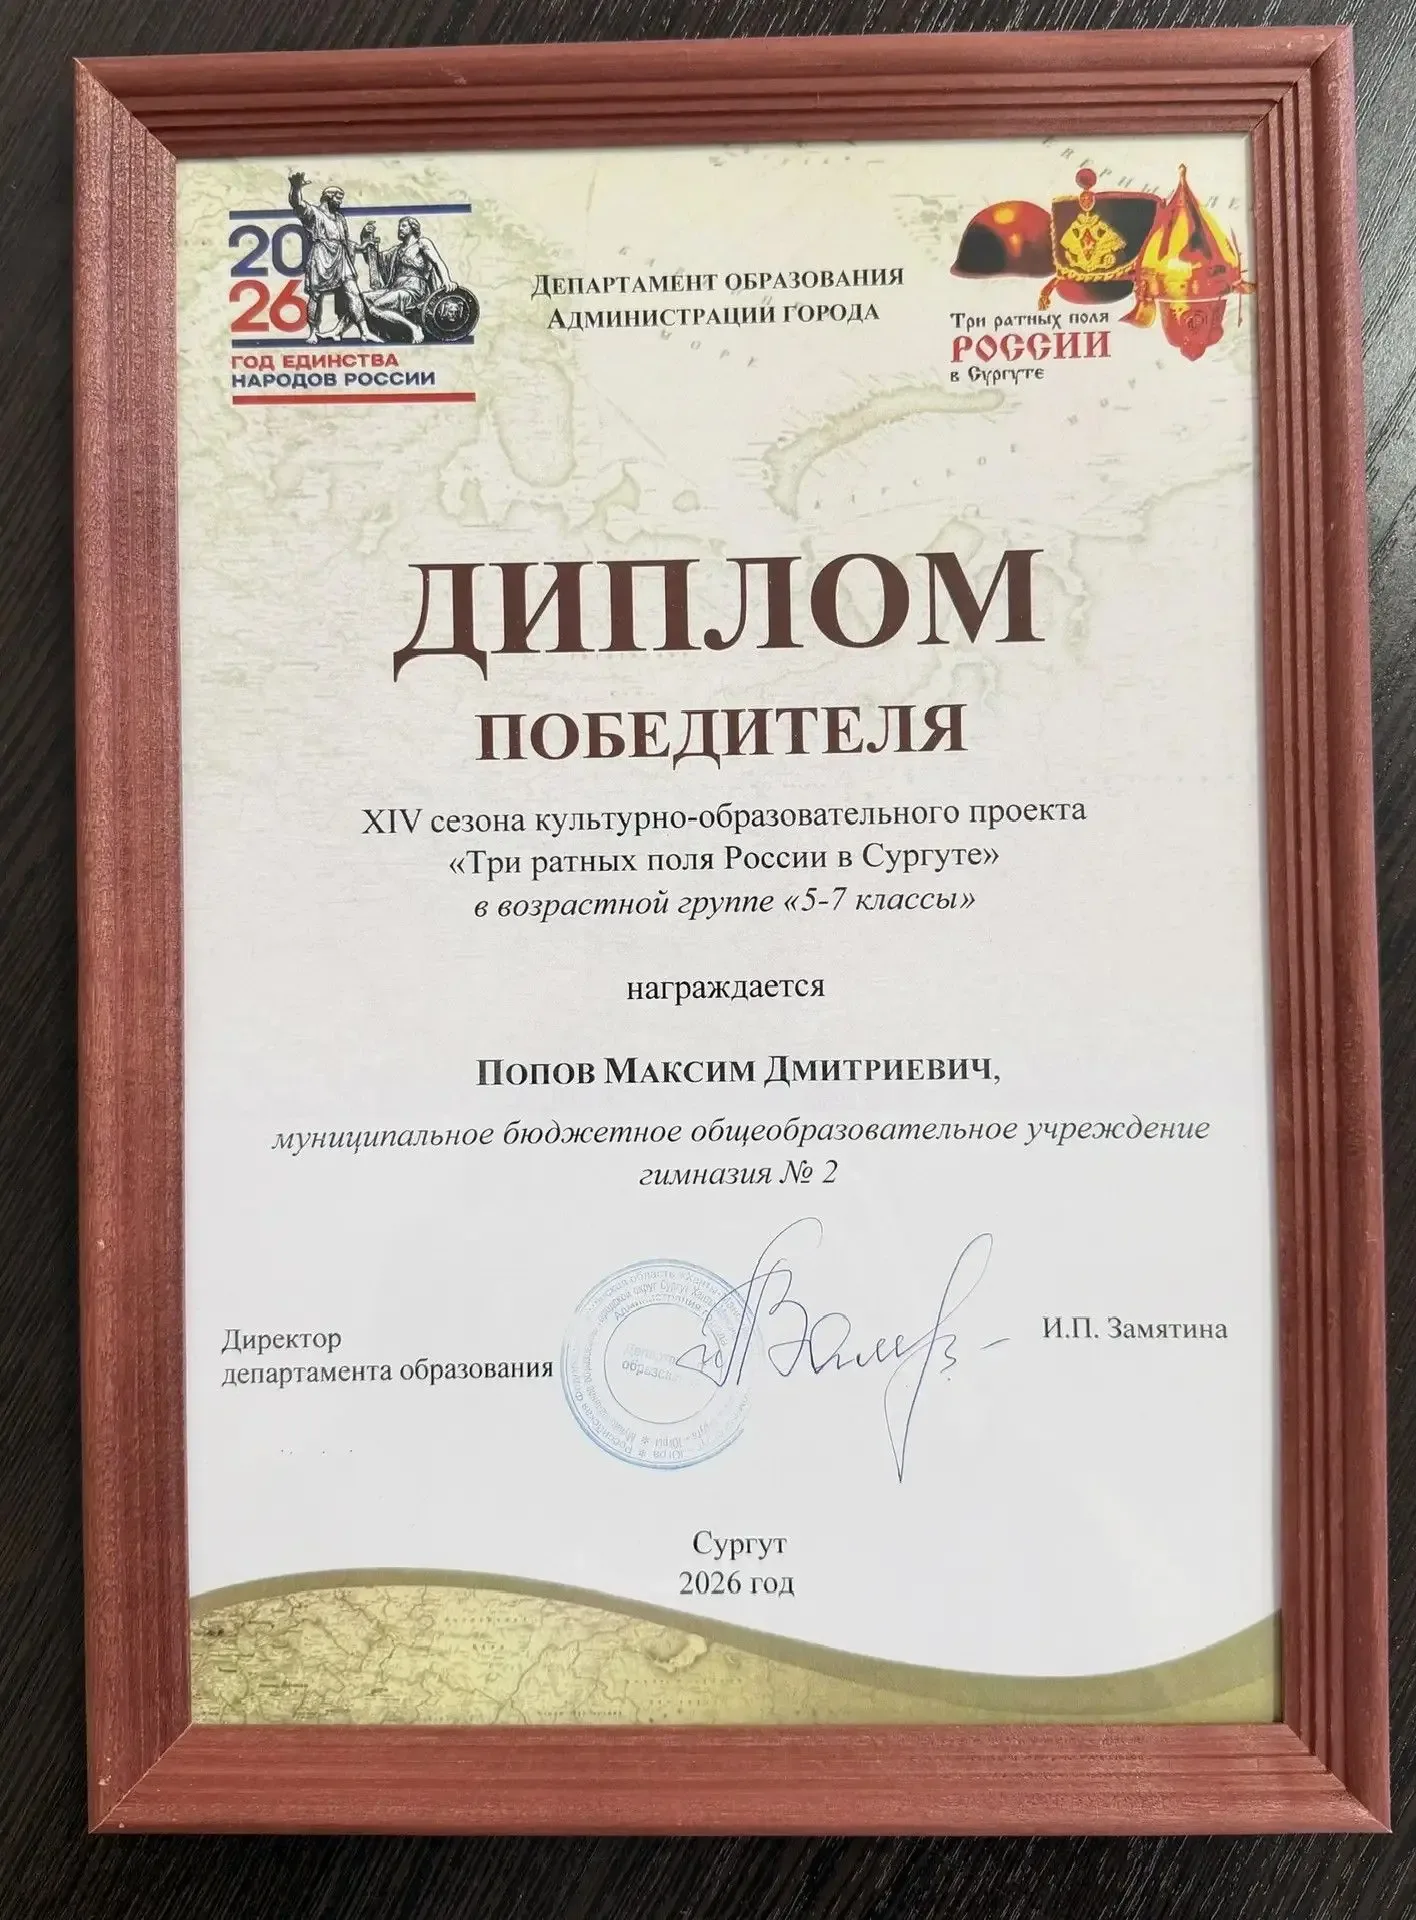 2026
ГОД ЕДИНСТВА
НАРОДОВ РОССИИ
ДЕПАРТАМЕНТ ОБРАЗОВАНИЯ
АДМИНИСТРАЦИИ ГОРОДА
Три ратных поля
РОССИИ
в Сургуте
ДИПЛОМ
ПОБЕДИТЕЛЯ
XIV сезона культурно-образовательного проекта
«Три ратных поля России в Сургуте»
в возрастной группе «5-7 классы»
награждается
ПОПОВ МАКСИМ ДМИТРИЕВИЧ,
муниципальное бюджетное общеобразовательное учреждение
гимназия № 2
Директор
департамента образования
И.П. Замятина
Сургут
2026 год